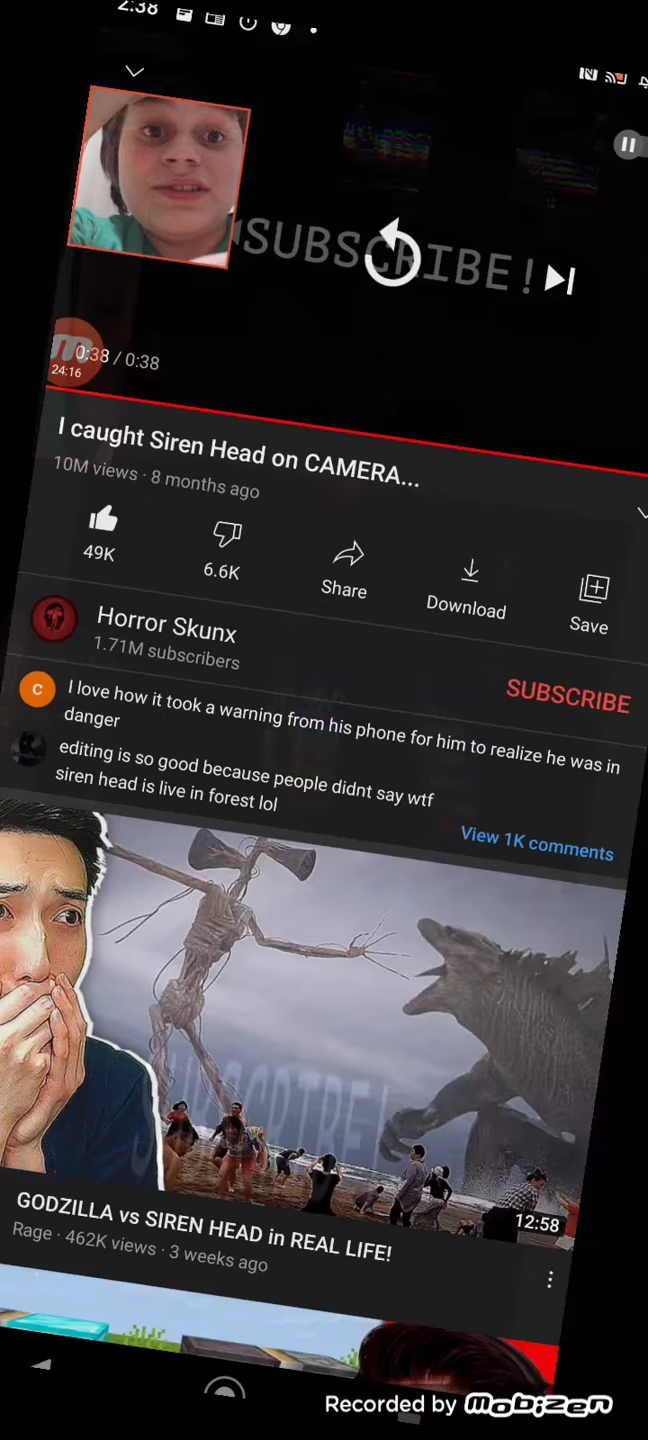 2:38
SUBSCRIBE!
0:38 / 0:38
24:16
I caught Siren Head on CAMERA...
10M views · 8 months ago
49K
6.6K
Share
Download
Save
Horror Skunx
1.71M subscribers
SUBSCRIBE
C
I love how it took a warning from his phone for him to realize he was in
danger
editing is so good because people didnt say wtf
siren head is live in forest lol
View 1K comments
SUBSCRIBE!
12:58
GODZILLA vs SIREN HEAD in REAL LIFE!
Rage · 462K views · 3 weeks ago
Recorded by Mobizen